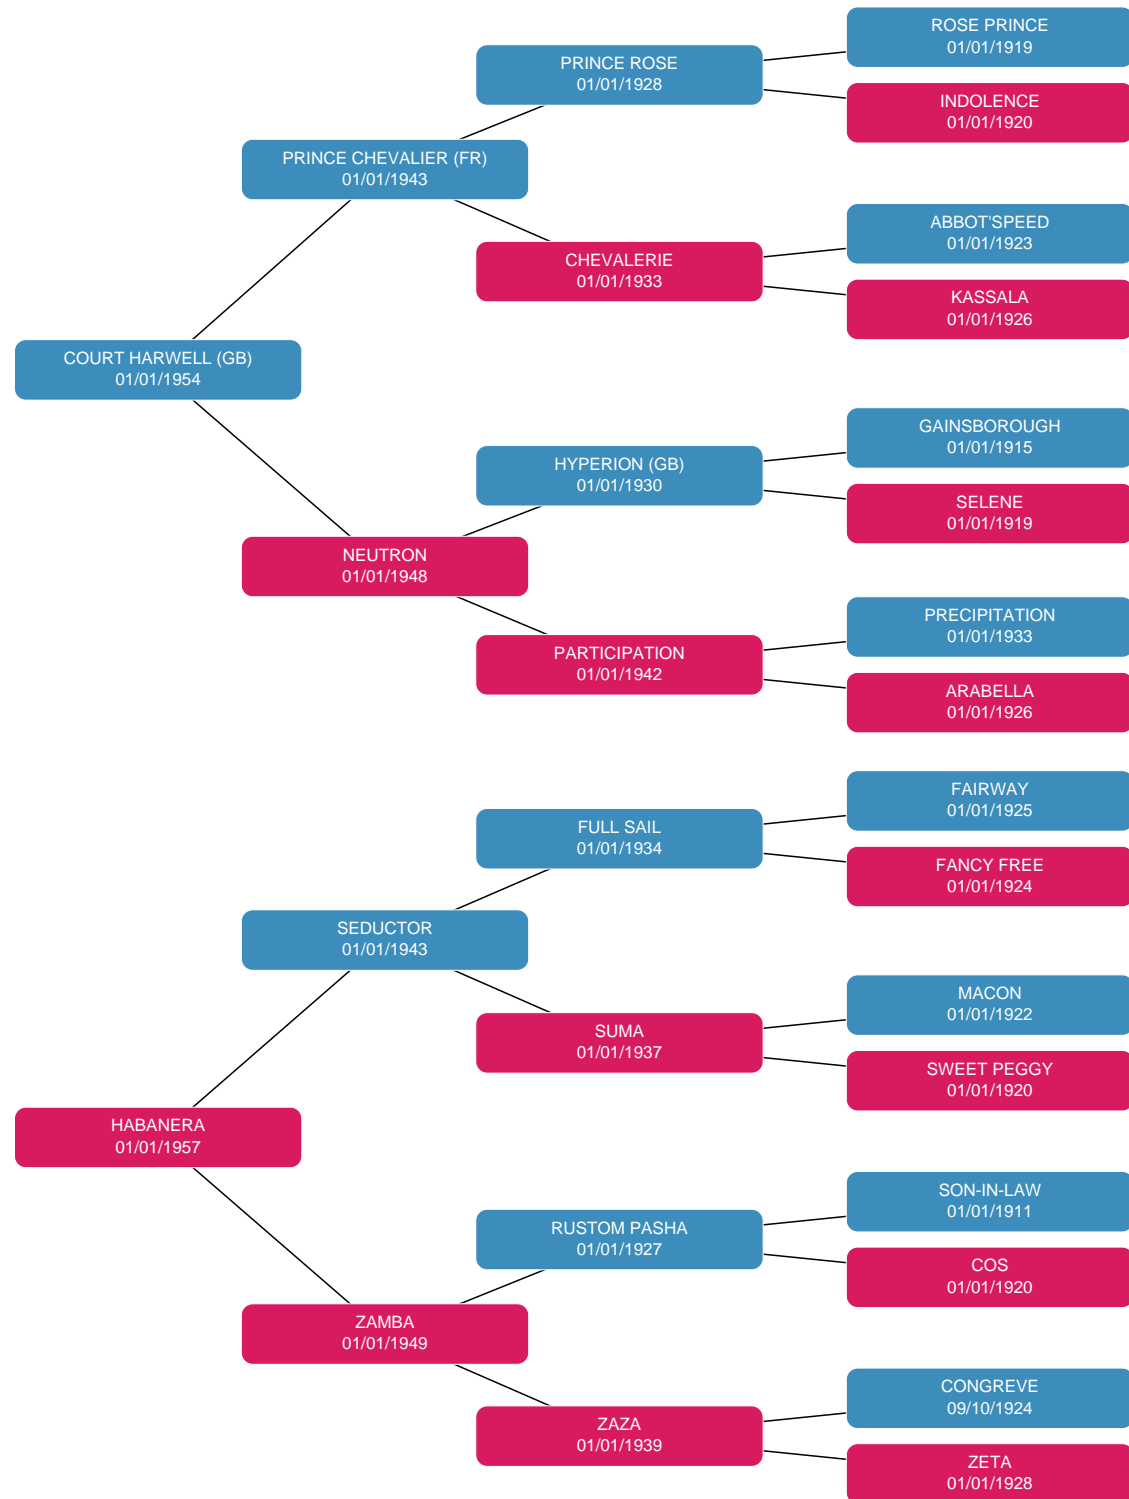 ROSE PRINCE
01/01/1919
PRINCE ROSE
01/01/1928
INDOLENCE
01/01/1920
PRINCE CHEVALIER (FR)
01/01/1943
ABBOT'SPEED
01/01/1923
CHEVALERIE
01/01/1933
KASSALA
01/01/1926
COURT HARWELL (GB)
01/01/1954
GAINSBOROUGH
01/01/1915
HYPERION (GB)
01/01/1930
SELENE
01/01/1919
NEUTRON
01/01/1948
PRECIPITATION
01/01/1933
PARTICIPATION
01/01/1942
ARABELLA
01/01/1926
FAIRWAY
01/01/1925
FULL SAIL
01/01/1934
FANCY FREE
01/01/1924
SEDUCTOR
01/01/1943
MACON
01/01/1922
SUMA
01/01/1937
SWEET PEGGY
01/01/1920
HABANERA
01/01/1957
SON-IN-LAW
01/01/1911
RUSTOM PASHA
01/01/1927
COS
01/01/1920
ZAMBA
01/01/1949
CONGREVE
09/10/1924
ZAZA
01/01/1939
ZETA
01/01/1928